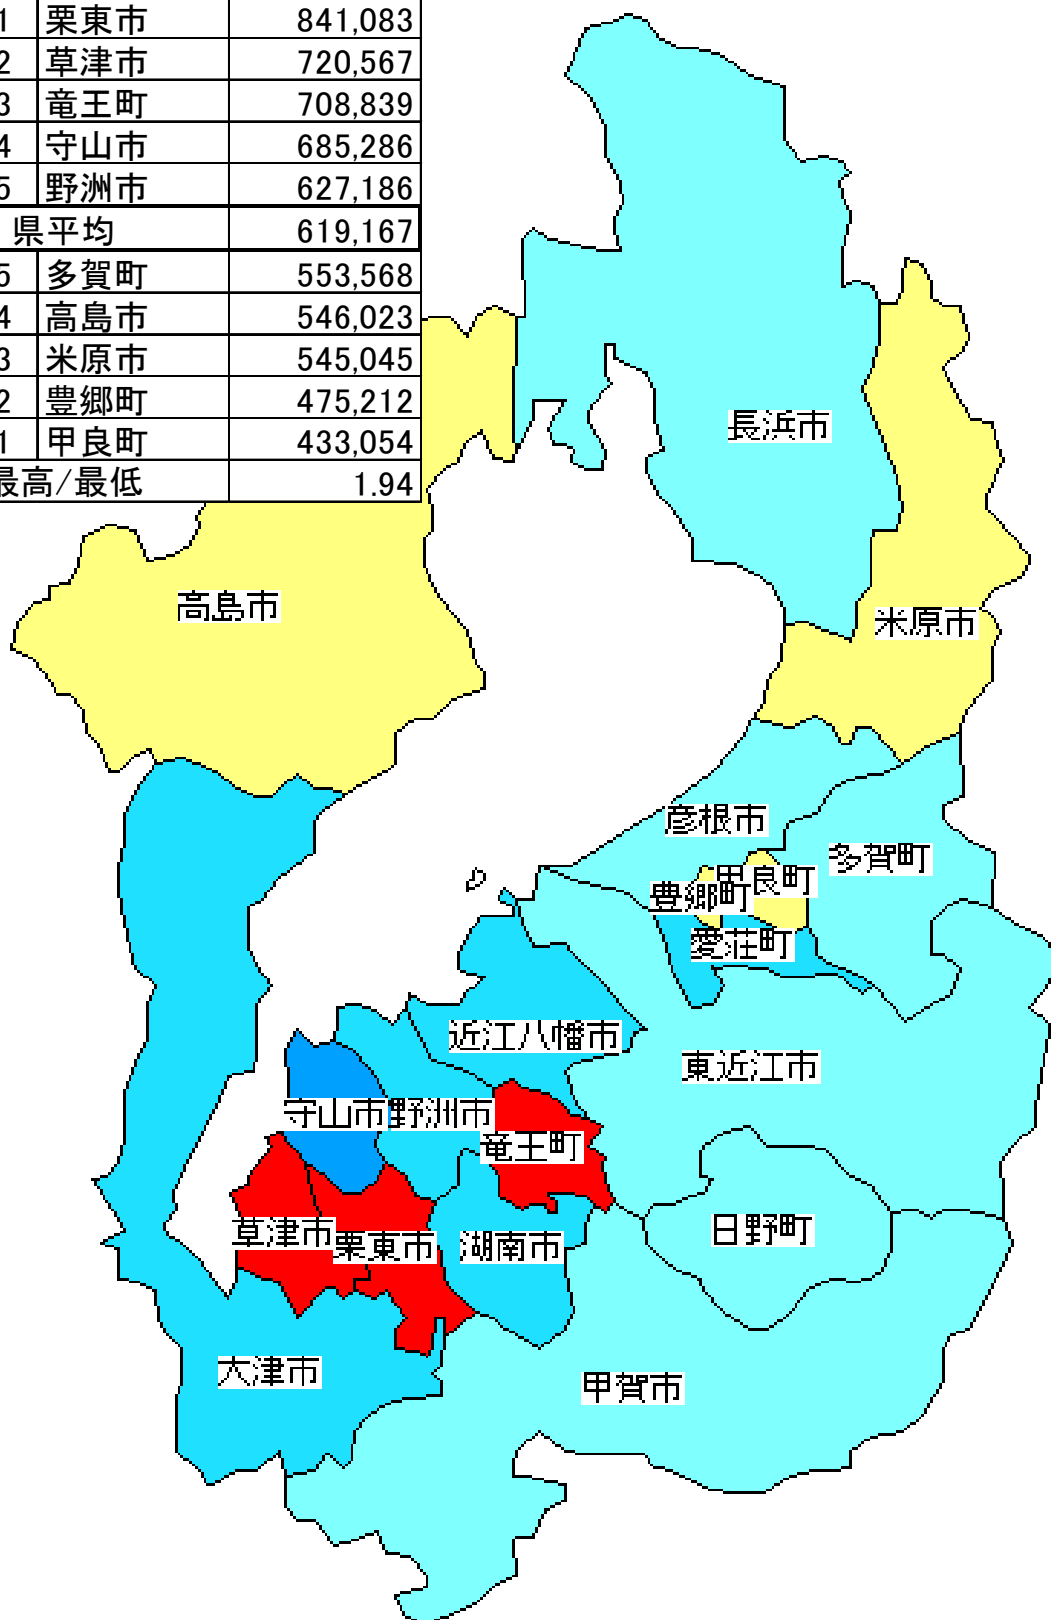 1 栗東市 841,083
2 草津市 720,567
3 竜王町 708,839
4 守山市 685,286
5 野洲市 627,186
県平均 619,167
5 多賀町 553,568
4 高島市 546,023
3 米原市 545,045
2 豊郷町 475,212
1 甲良町 433,054
最高/最低 1.94
長浜市
高島市
米原市
彦根市
多賀町
甲良町
豊郷町
愛荘町
近江八幡市
東近江市
守山市
野洲市
竜王町
日野町
草津市
栗東市
湖南市
大津市
甲賀市